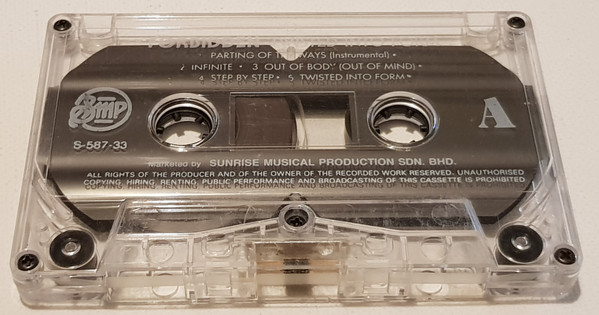 FORBIDDEN
PARTING OF THE WAYS (Instrumental) •
INFINITE • 3. OUT OF BODY (OUT OF MIND) •
4. STEP BY STEP • 5. TWISTED INTO FORM •
Smp
A
S-587-33
marketed by SUNRISE MUSICAL PRODUCTION SDN. BHD.
ALL RIGHTS OF THE PRODUCER AND OF THE OWNER OF THE RECORDED WORK RESERVED. UNAUTHORISED
COPYING, HIRING, RENTING, PUBLIC PERFORMANCE AND BROADCASTING OF THIS CASSETTE IS PROHIBITED